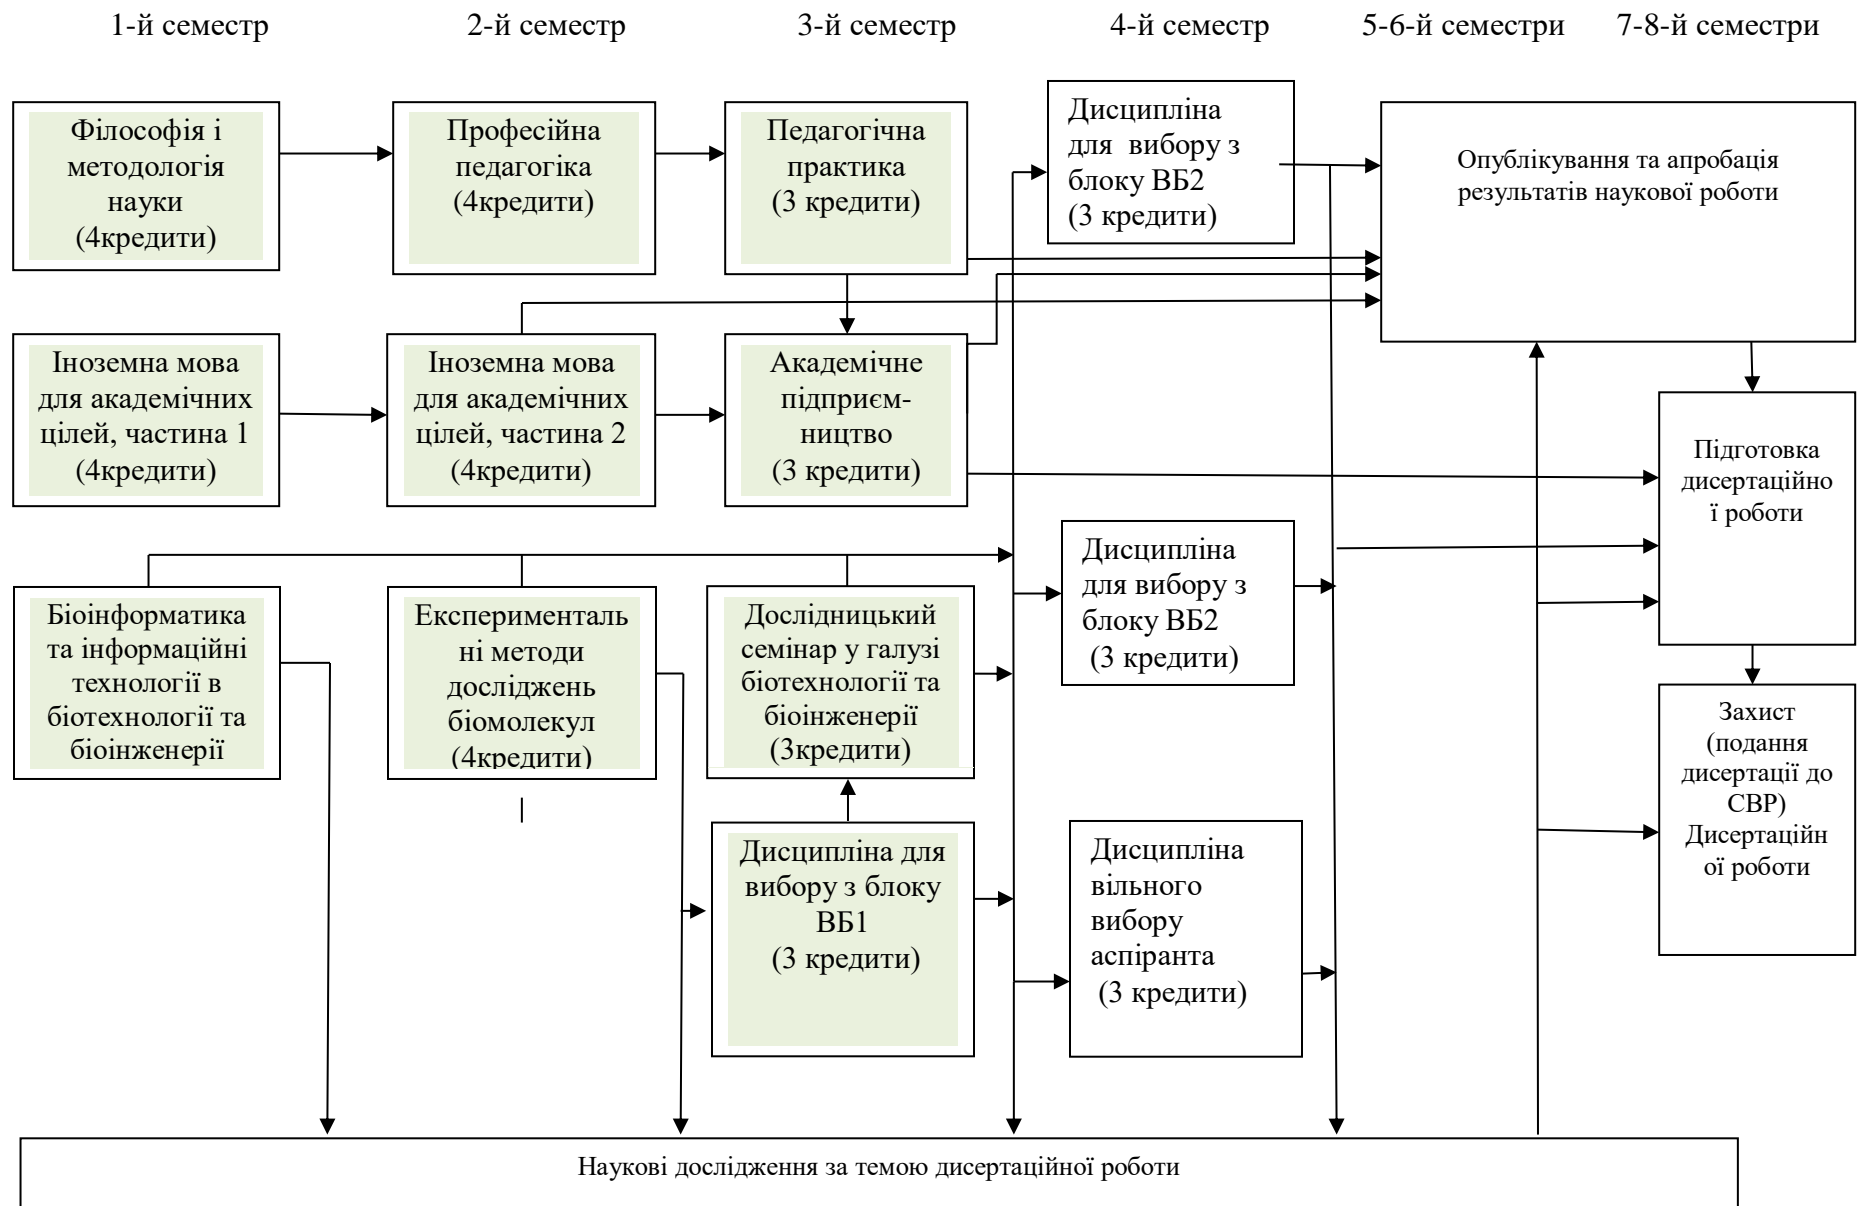 1-й семестр
2-й семестр
3-й семестр
4-й семестр
5-6-й семестри
7-8-й семестри
Філософія і
методологія
науки
(4кредити)
Професійна
педагогіка
(4кредити)
Педагогічна
практика
(3 кредити)
Дисципліна
для вибору з
блоку ВБ2
(3 кредити)
Опублікування та апробація
результатів наукової роботи
Іноземна мова
для академічних
цілей, частина 1
(4кредити)
Іноземна мова
для академічних
цілей, частина 2
(4кредити)
Академічне
підприєм-
ництво
(3 кредити)
Підготовка
дисертаційно
ї роботи
Біоінформатика
та інформаційні
технології в
біотехнології та
біоінженерії
Експерименталь
ні методи
досліджень
біомолекул
(4кредити)
Дослідницький
семінар у галузі
біотехнології та
біоінженерії
(3кредити)
Дисципліна
для вибору з
блоку ВБ2
(3 кредити)
Захист
(подання
дисертації до
СВР)
Дисертаційн
ої роботи
Дисципліна для
вибору з блоку
ВБ1
(3 кредити)
Дисципліна
вільного
вибору
аспіранта
(3 кредити)
Наукові дослідження за темою дисертаційної роботи